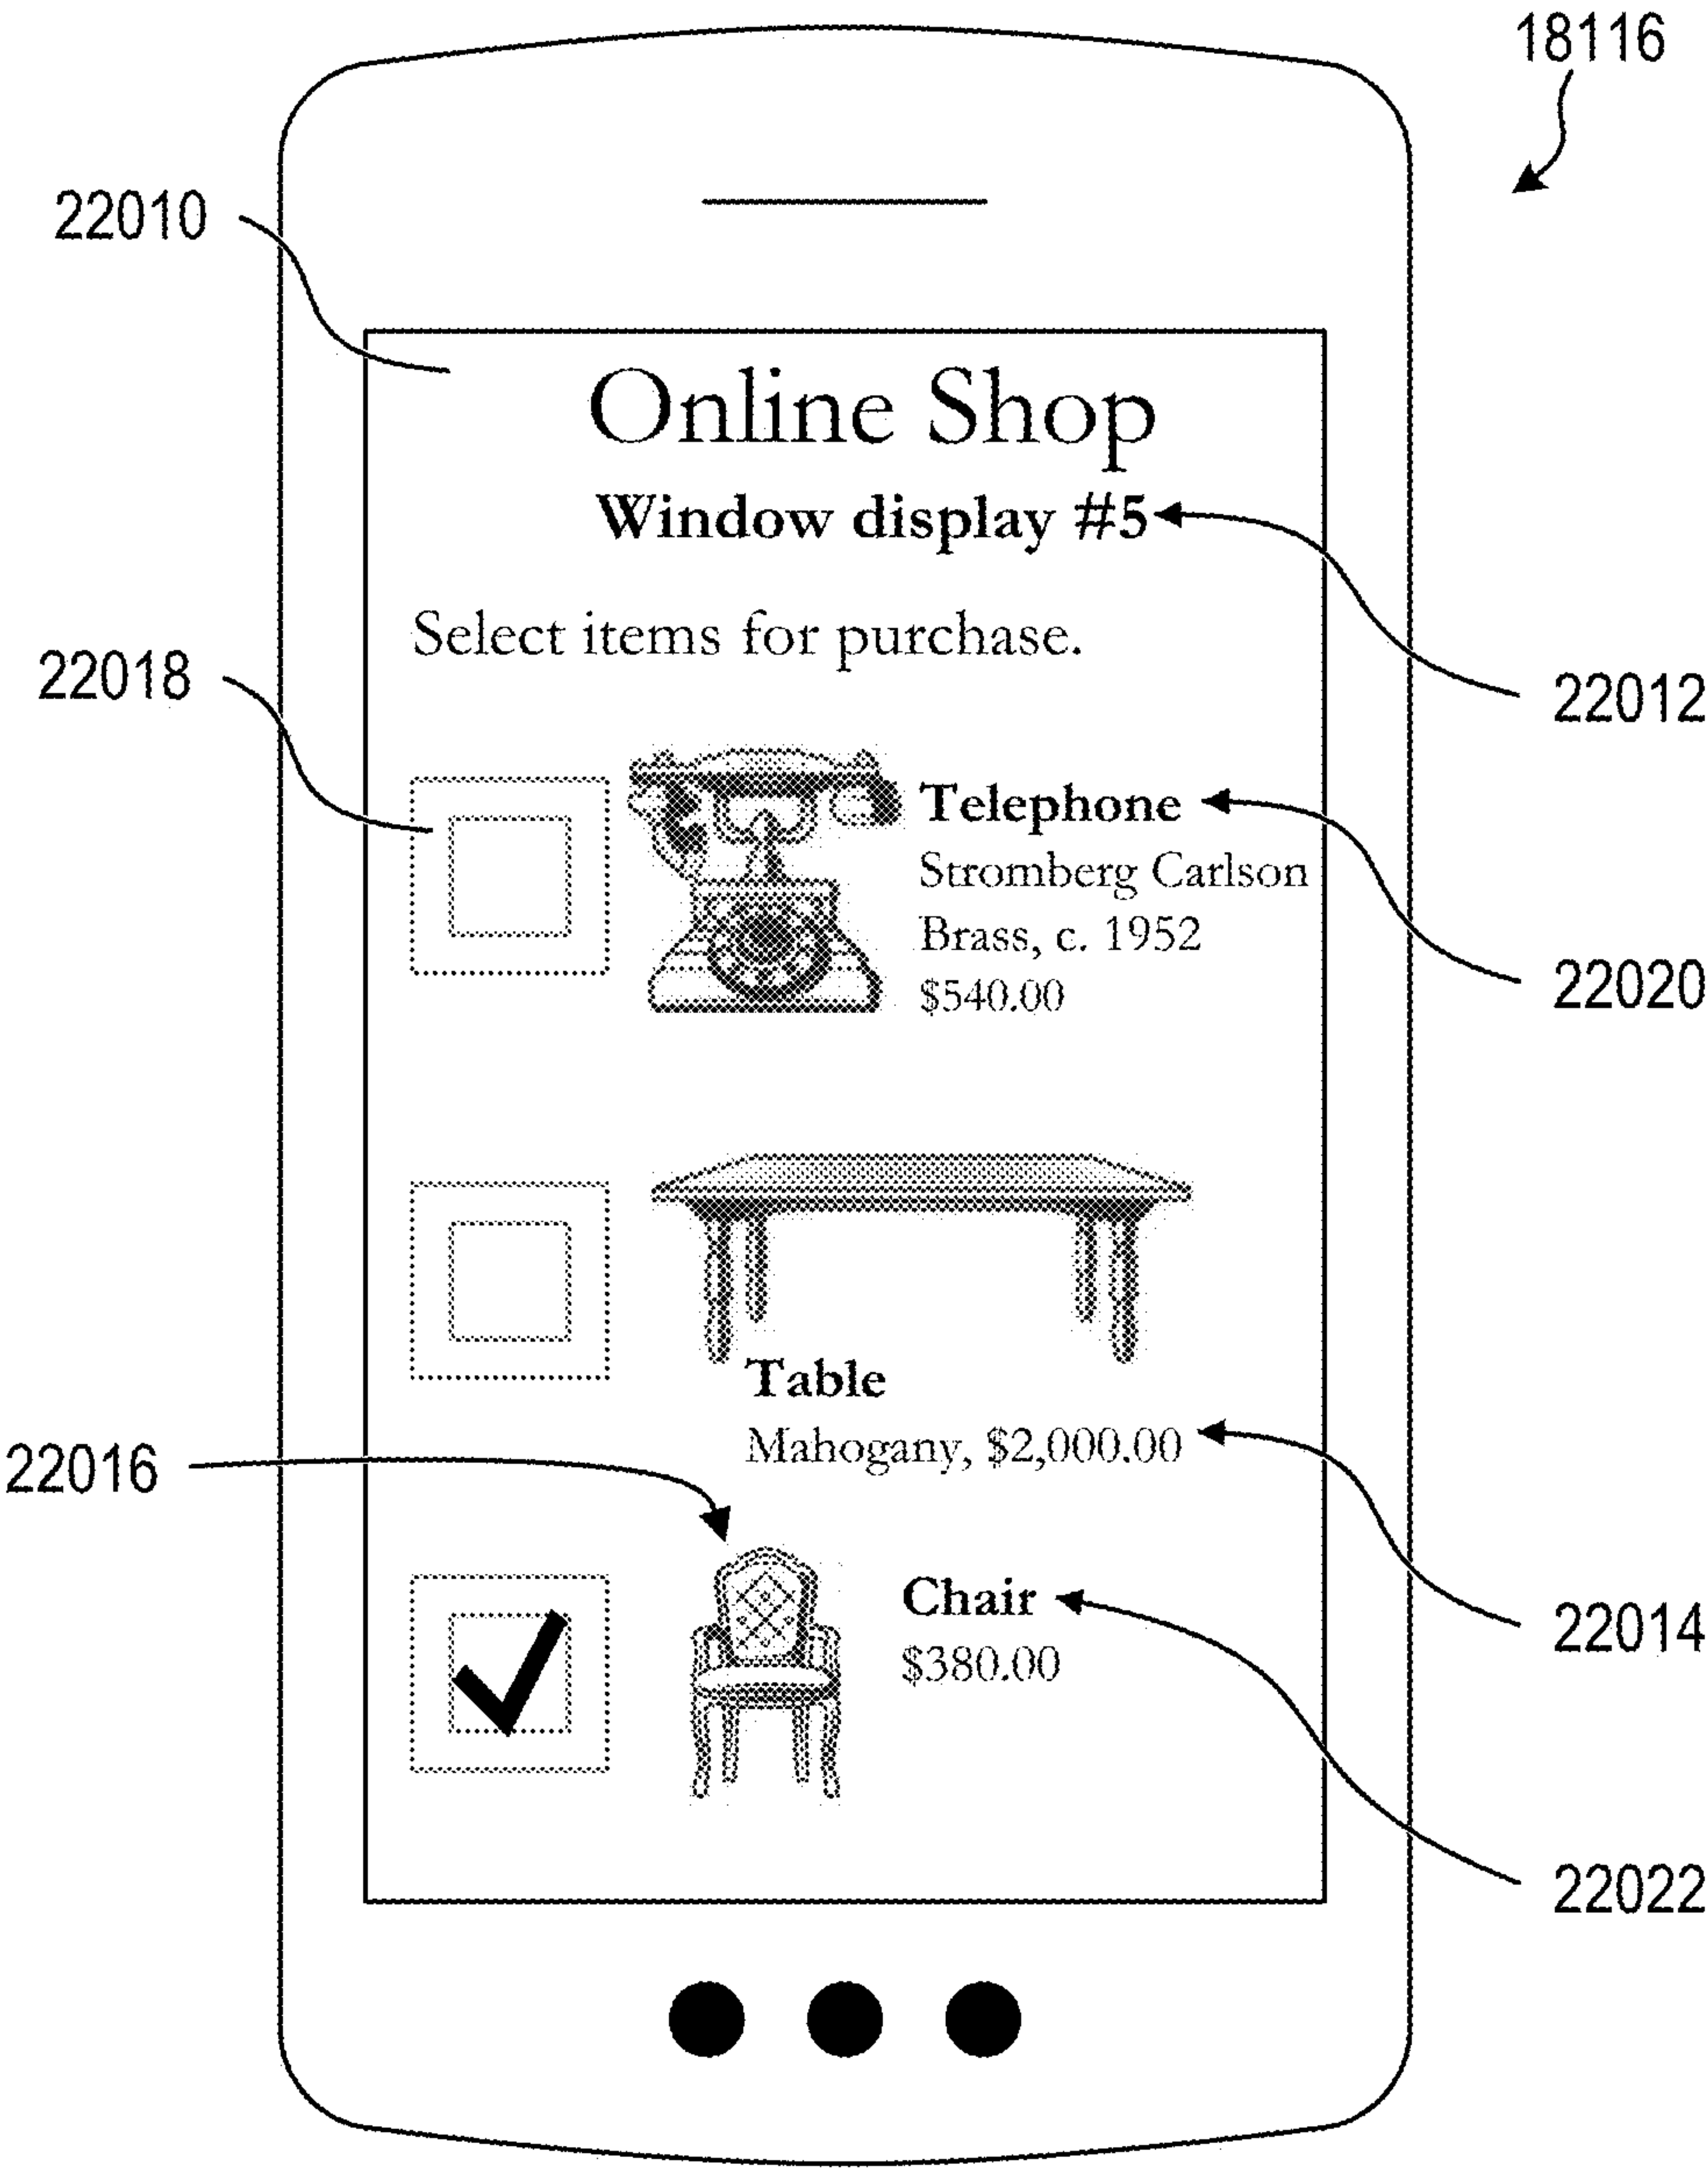 18116
22010
Online Shop
Window display #5
Select items for purchase.
22018
22012
Telephone
Stromberg Carlson
Brass, c. 1952
$540.00
22020
Table
Mahogany, $2,000.00
22016
Chair
$380.00
22014
22022